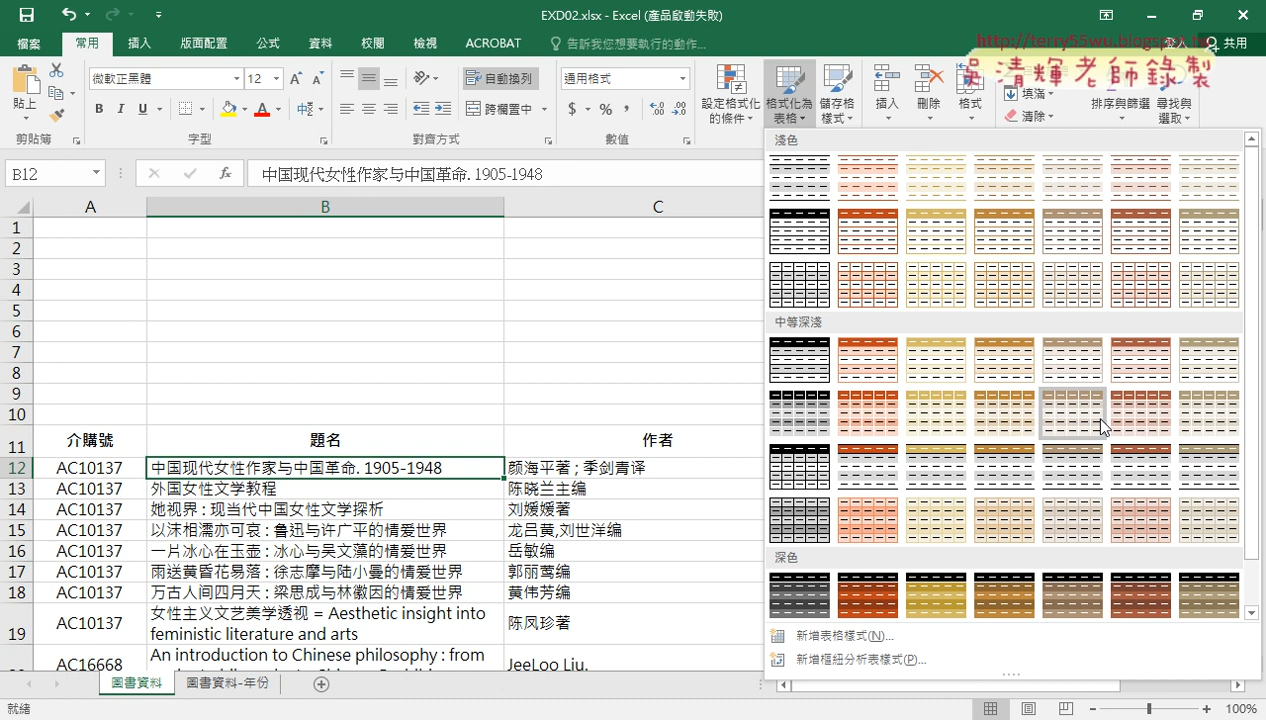 EXD02.xlsx - Excel (產品啟動失敗)
檔案 常用 插入 版面配置 公式 資料 校閱 檢視 ACROBAT 告訴我您想要執行的動作... 登入 共用
http://terry55wu.blogspot.tw
吳清輝老師錄製
貼上 微軟正黑體 12 自動換列 通用格式 設定格式化的條件 格式化為表格 儲存格樣式 插入 刪除 格式 填滿 清除 排序與篩選 尋找與選取
B I U 中 跨欄置中 $ % ,
剪貼簿 字型 對齊方式 數值
B12 fx 中国现代女性作家与中国革命. 1905-1948
A B C
1
2
3
4
5
6
7
8
9
10
11 介購號 題名 作者
12 AC10137 中国现代女性作家与中国革命. 1905-1948 颜海平著 ; 季剑青译
13 AC10137 外国女性文学教程 陈晓兰主编
14 AC10137 她视界 : 现当代中国女性文学探析 刘媛媛著
15 AC10137 以沫相濡亦可哀 : 鲁迅与许广平的情爱世界 龙吕黄,刘世洋编
16 AC10137 一片冰心在玉壶 : 冰心与吴文藻的情爱世界 岳敏编
17 AC10137 雨送黄昏花易落 : 徐志摩与陆小曼的情爱世界 郭丽莺编
18 AC10137 万古人间四月天 : 梁思成与林徽因的情爱世界 黄伟芳编
19 AC10137 女性主义文艺美学透视 = Aesthetic insight into feministic literature and arts 陈凤珍著
AC16668 An introduction to Chinese philosophy : from JeeLoo Liu.
淺色
中等深淺
深色
新增表格樣式(N)...
新增樞紐分析表樣式(P)...
圖書資料 圖書資料-年份
就緒 100%